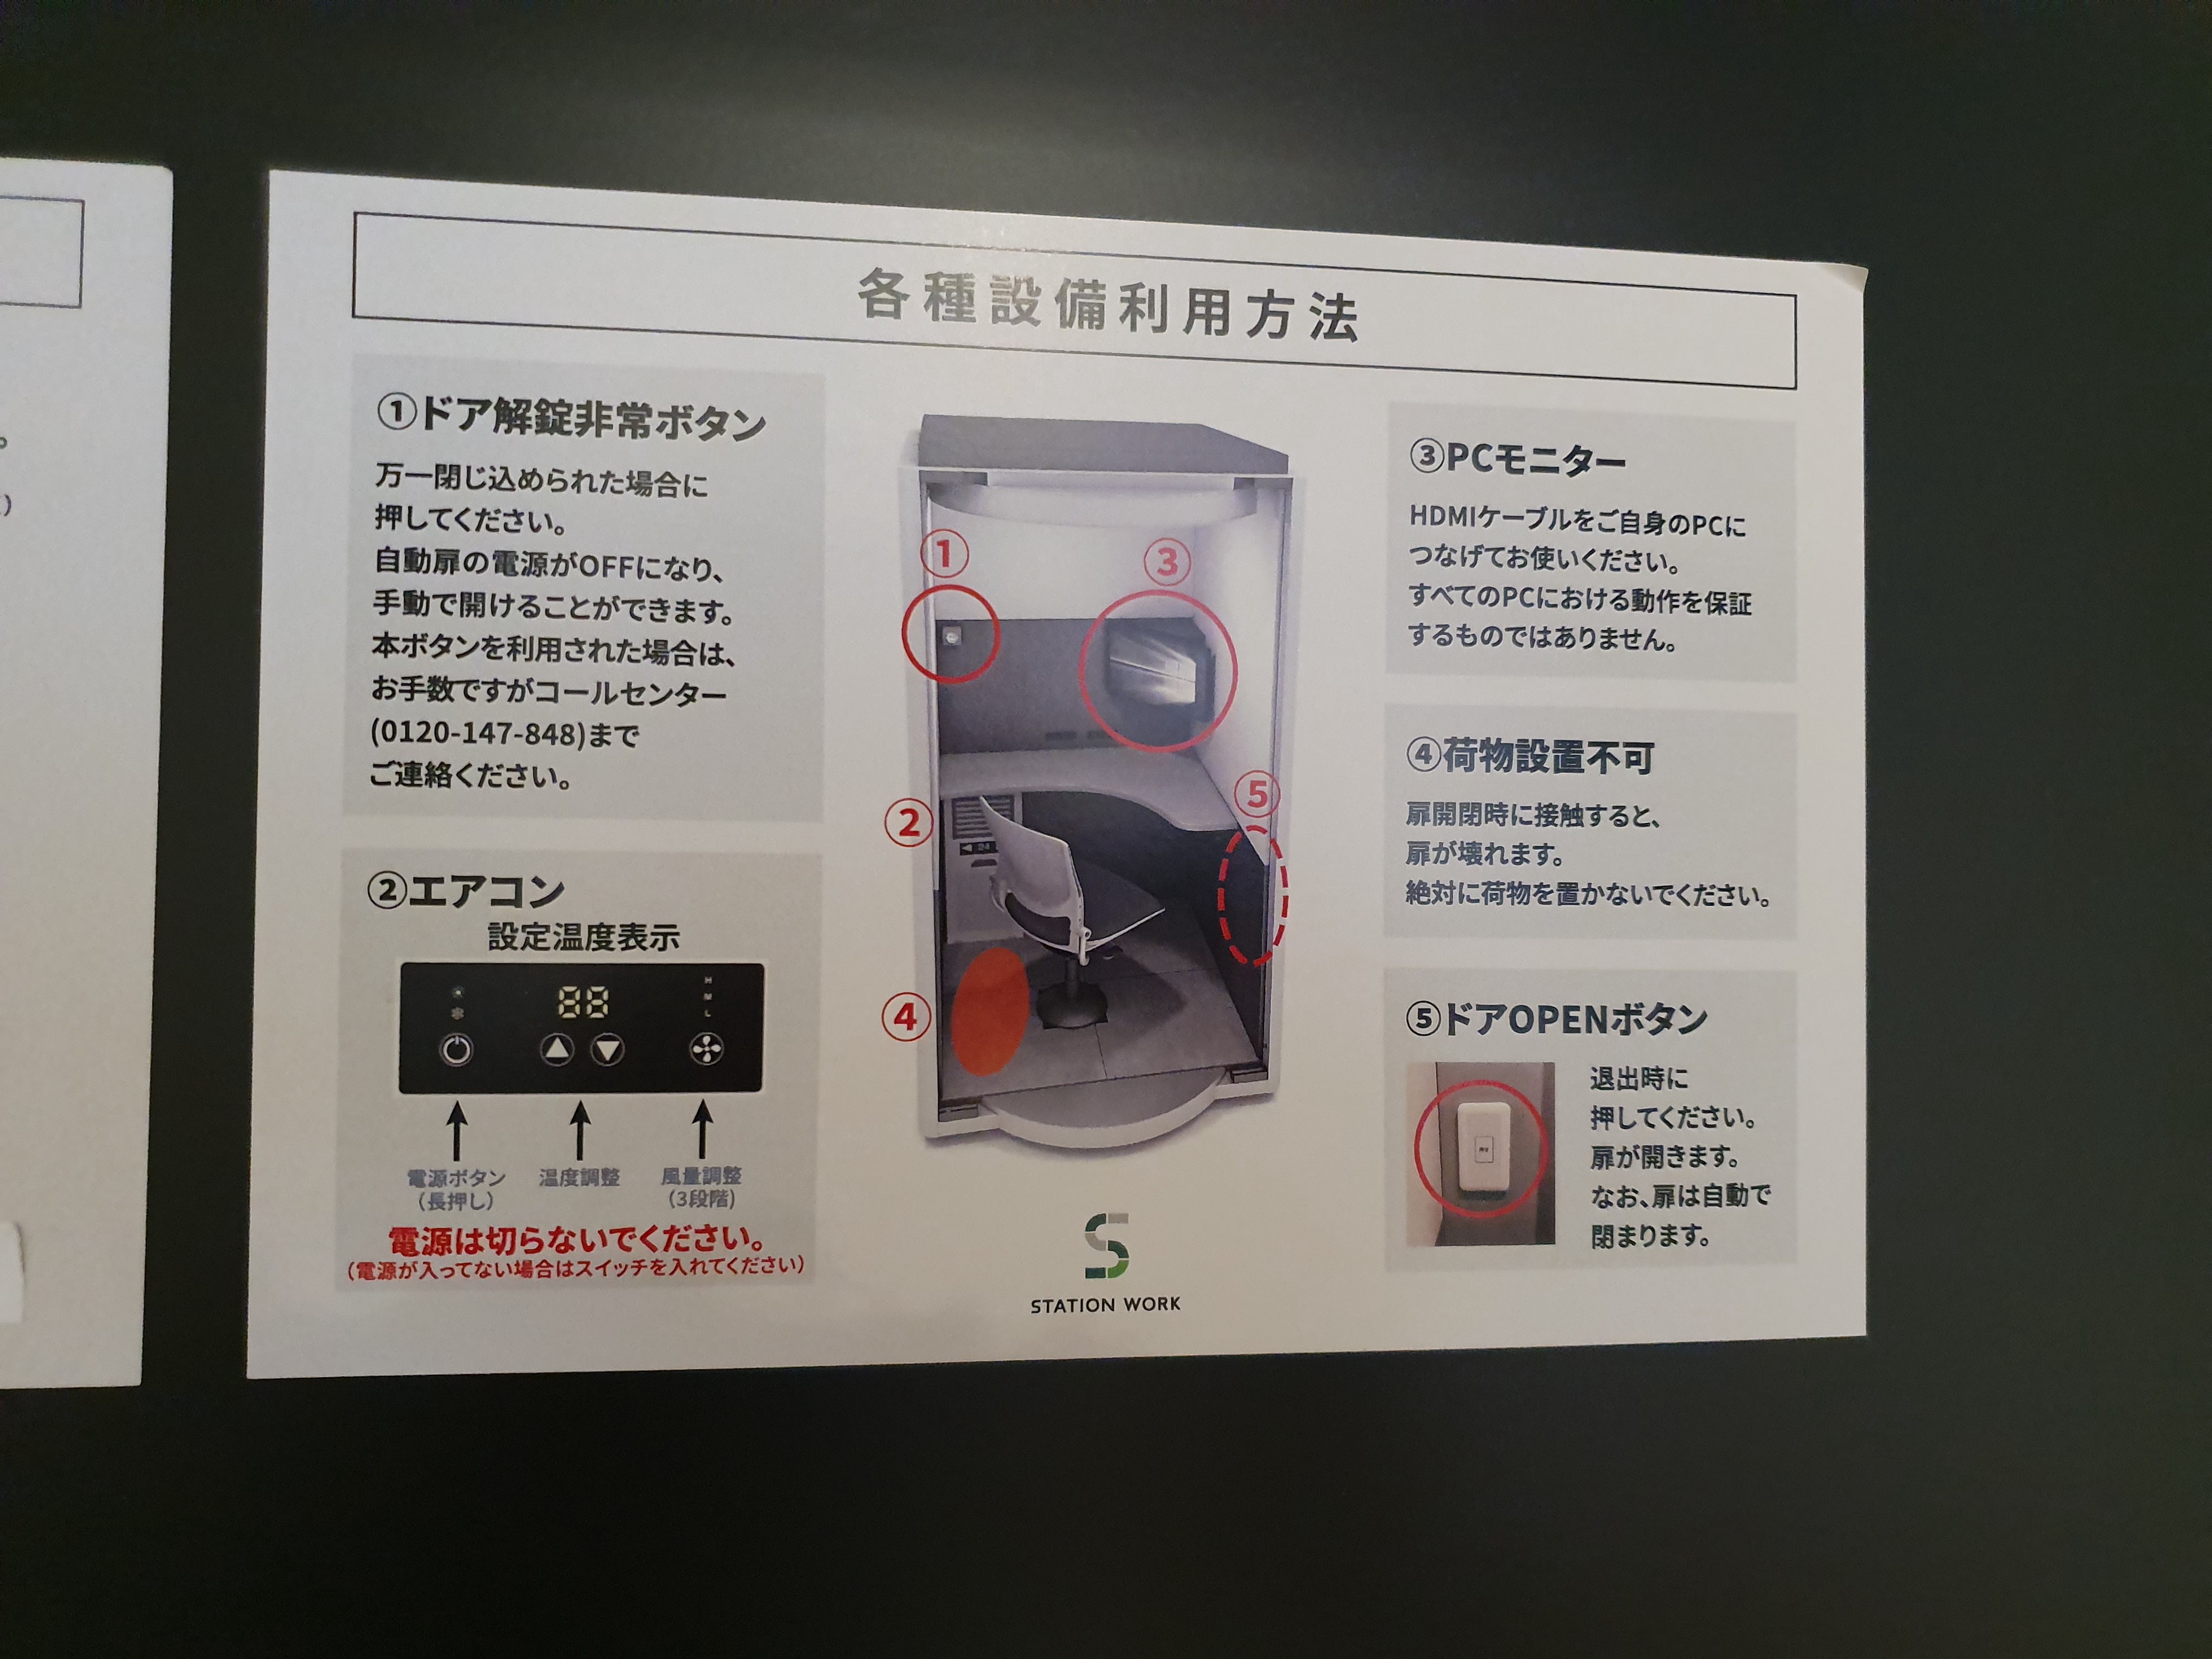 各種設備利用方法
①ドア解錠非常ボタン
万一閉じ込められた場合に
押してください。
自動扉の電源がOFFになり、
手動で開けることができます。
本ボタンを利用された場合は、
お手数ですがコールセンター
(0120-147-848)まで
ご連絡ください。
②エアコン
設定温度表示
88
H
M
L
電源ボタン
(長押し)
温度調整
風量調整
(3段階)
電源は切らないでください。
(電源が入ってない場合はスイッチを入れてください)
①
③
②
24
⑤
④
STATION WORK
③PCモニター
HDMIケーブルをご自身のPCに
つなげてお使いください。
すべてのPCにおける動作を保証
するものではありません。
④荷物設置不可
扉開閉時に接触すると、
扉が壊れます。
絶対に荷物を置かないでください。
⑤ドアOPENボタン
退出時に
押してください。
扉が開きます。
なお、扉は自動で
閉まります。